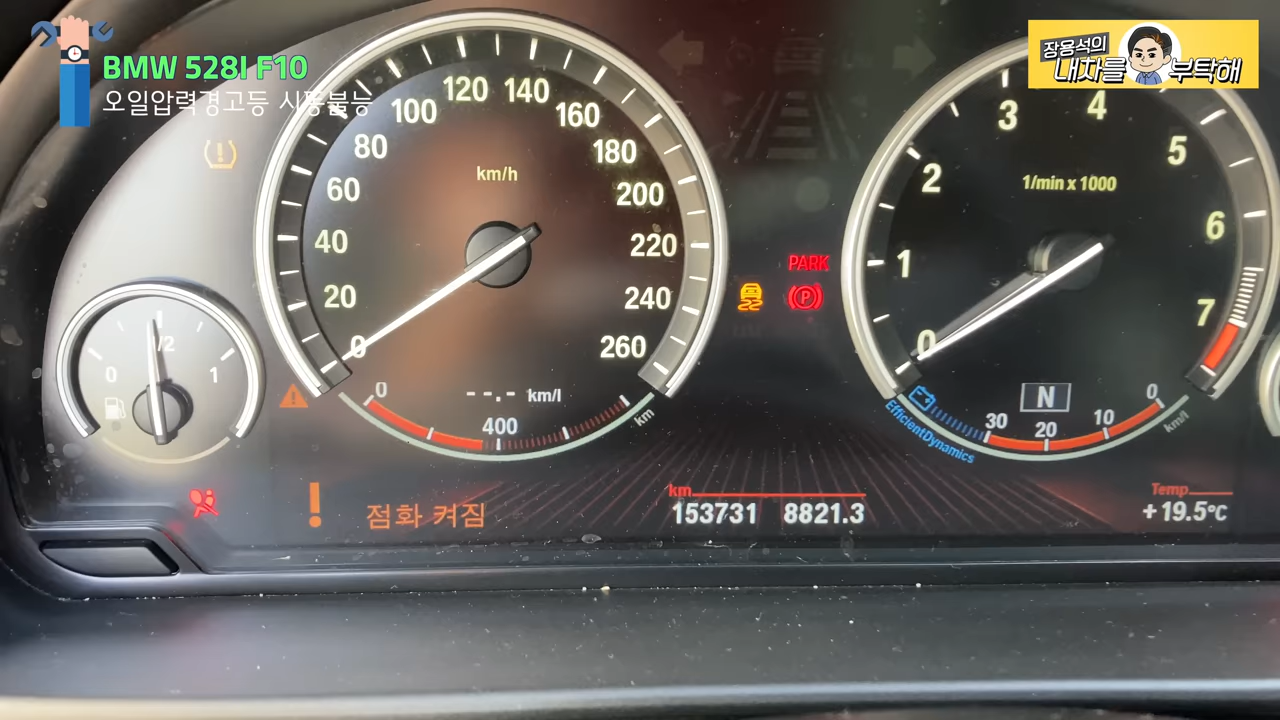 BMW 528I F10
오일압력경고등 시동불능
장용석의
내차를 부탁해
0
20
40
60
80
100
120
140
160
180
200
220
240
260
km/h
0
1/2
1
0
--.- km/l
400
km
PARK
P
0
1
2
3
4
5
6
7
1/min x 1000
N
30
20
10
0
km/l
EfficientDynamics
점화 켜짐
km
153731 8821.3
Temp
+19.5°C